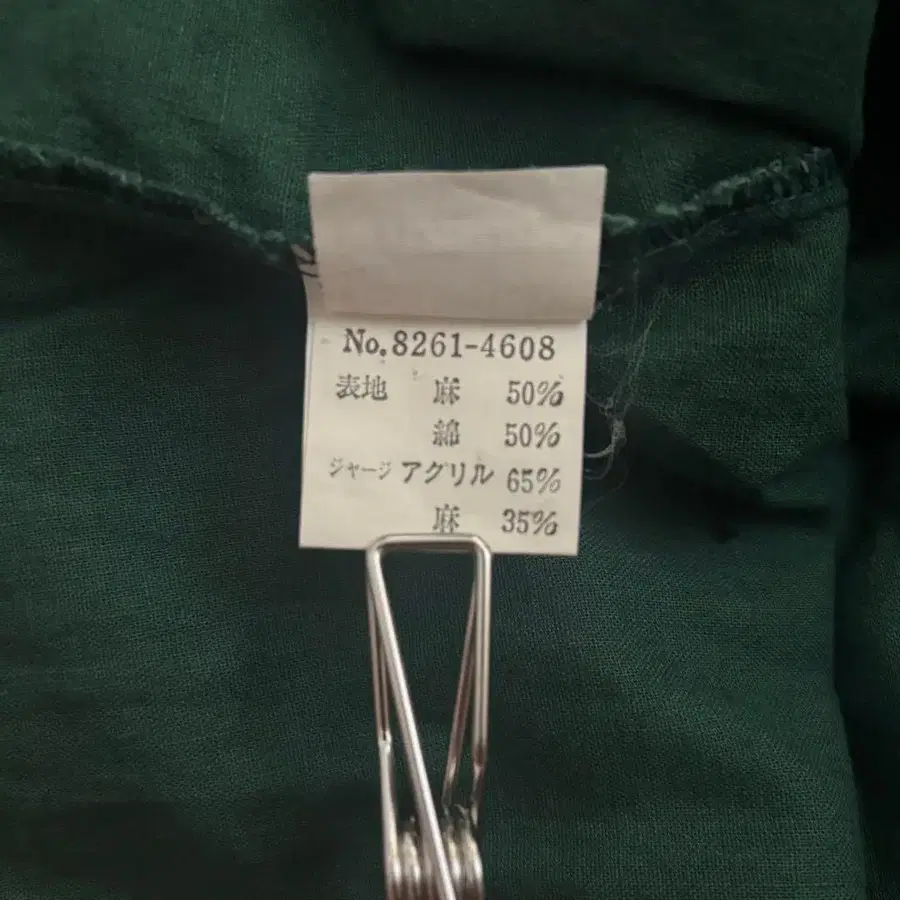 No.8261-4608
表地 麻 50%
綿 50%
ジャージ アクリル 65%
麻 35%